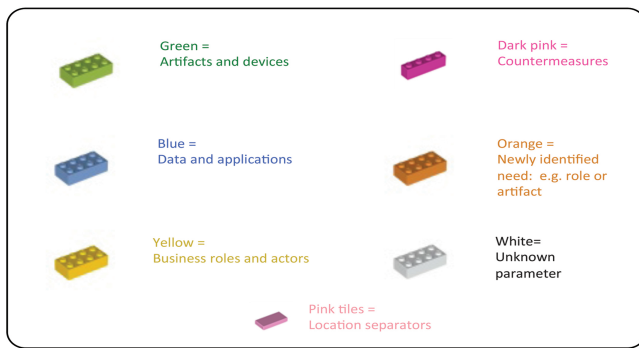 Green =
Artifacts and devices
Dark pink =
Countermeasures
Blue =
Data and applications
Orange =
Newly identified
need: e.g. role or
artifact
Yellow =
Business roles and actors
White=
Unknown
parameter
Pink tiles =
Location separators